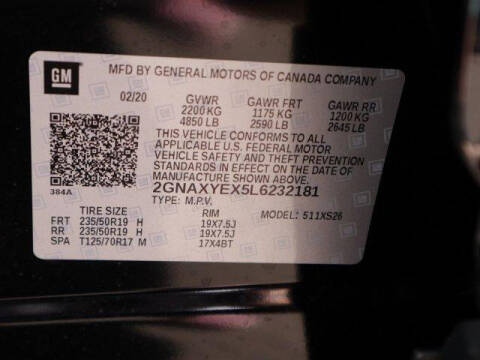 GM
MFD BY GENERAL MOTORS OF CANADA COMPANY
02/20 GVWR GAWR FRT GAWR RR
2200 KG 1175 KG 1200 KG
4850 LB 2590 LB 2645 LB
THIS VEHICLE CONFORMS TO ALL
APPLICABLE U.S. FEDERAL MOTOR
VEHICLE SAFETY AND THEFT PREVENTION
STANDARDS IN EFFECT ON THE DATE OF
MANUFACTURE SHOWN ABOVE.
384A 2GNAXYEX5L6232181
TYPE: M.P.V.
TIRE SIZE RIM MODEL: 511XS26
FRT 235/50R19 H 19X7.5J
RR 235/50R19 H 19X7.5J
SPA T125/70R17 M 17X4BT